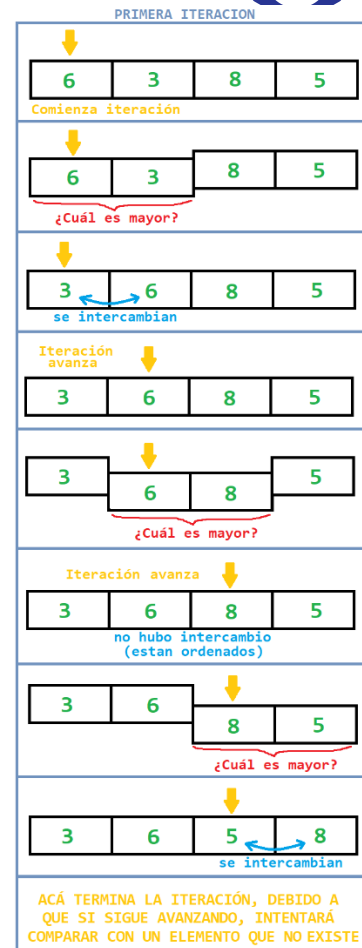 PRIMERA ITERACION
6 3 8 5
Comienza iteración
6 3 8 5
¿Cuál es mayor?
3 6 8 5
se intercambian
Iteración
avanza
3 6 8 5
3 6 8 5
¿Cuál es mayor?
Iteración avanza
3 6 8 5
no hubo intercambio
(estan ordenados)
3 6 8 5
¿Cuál es mayor?
3 6 5 8
se intercambian
ACÁ TERMINA LA ITERACIÓN, DEBIDO A
QUE SI SIGUE AVANZANDO, INTENTARÁ
COMPARAR CON UN ELEMENTO QUE NO EXISTE